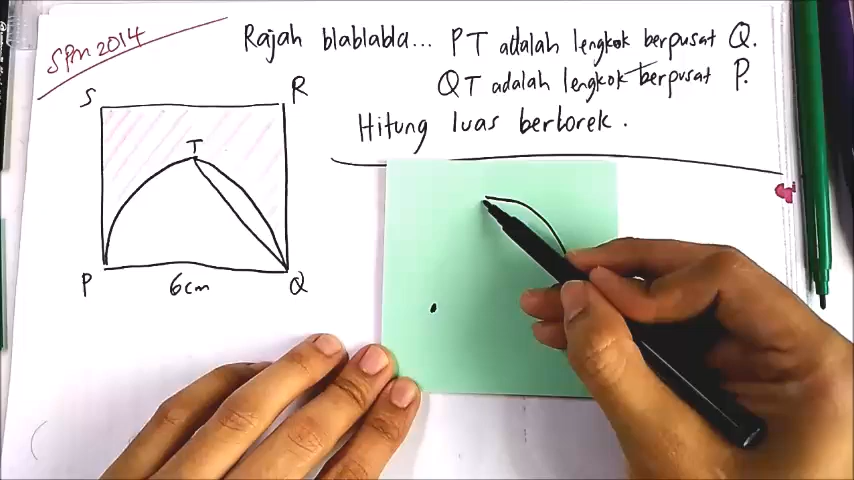 SPM 2014
Rajah blablabla... PT adalah lengkok berpusat Q.
QT adalah lengkok berpusat P.
Hitung luas berlorek.
S
R
T
P
6cm
Q